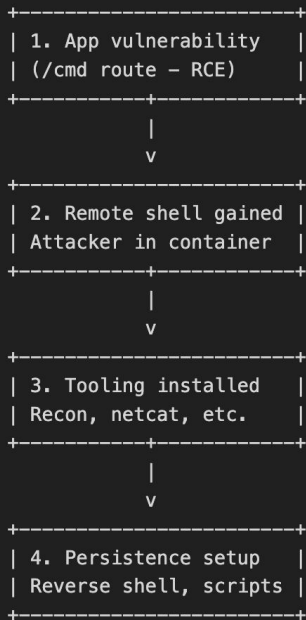 1. App vulnerability
(/cmd route – RCE)
v
2. Remote shell gained
Attacker in container
v
3. Tooling installed
Recon, netcat, etc.
v
4. Persistence setup
Reverse shell, scripts